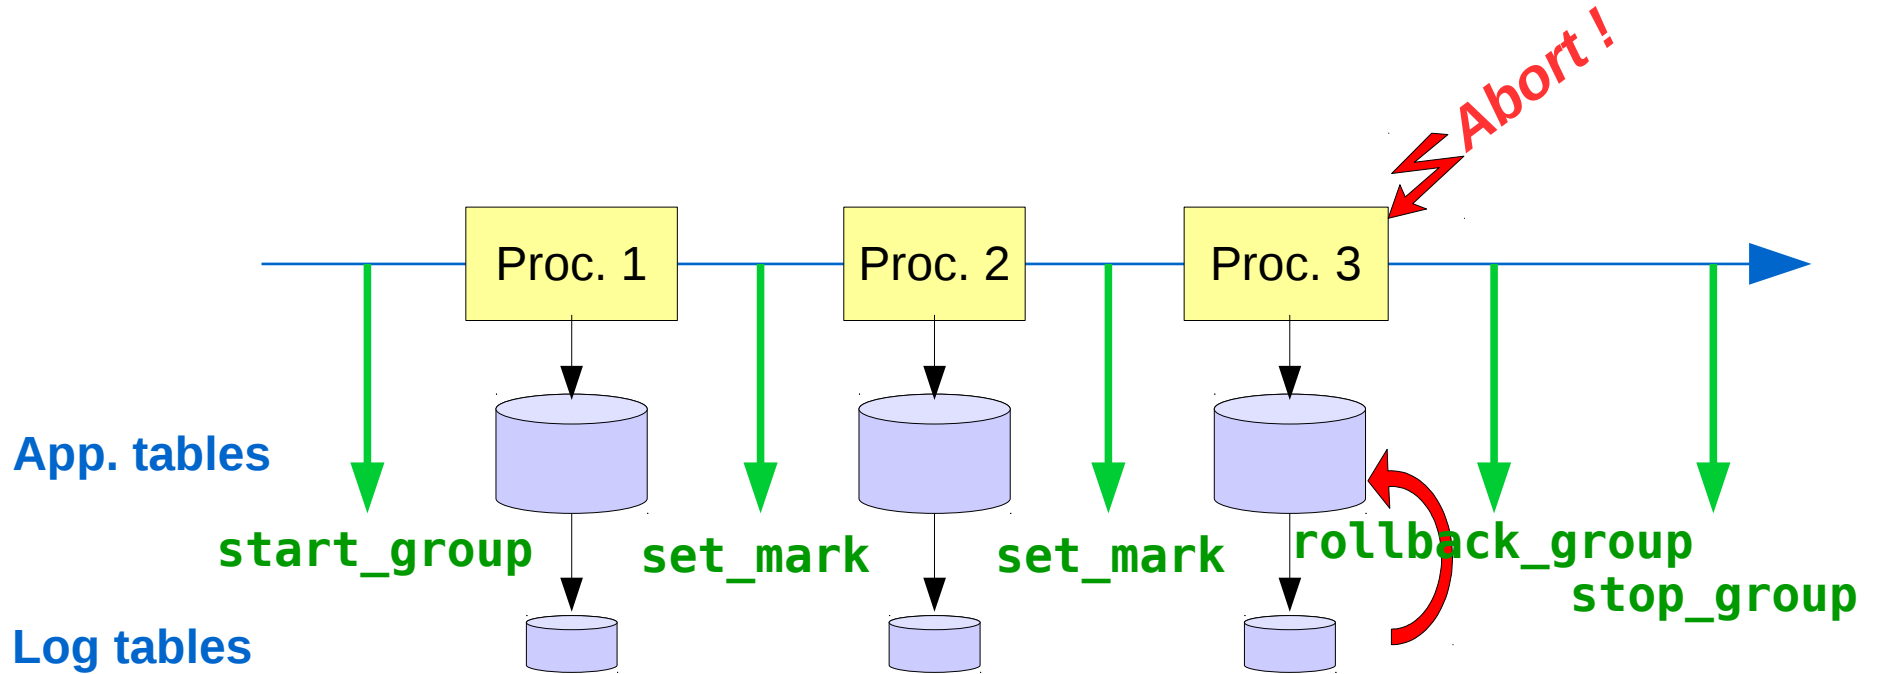 Abort !
Proc. 1
Proc. 2
Proc. 3
App. tables
start_group
set_mark
set_mark
rollback_group
stop_group
Log tables